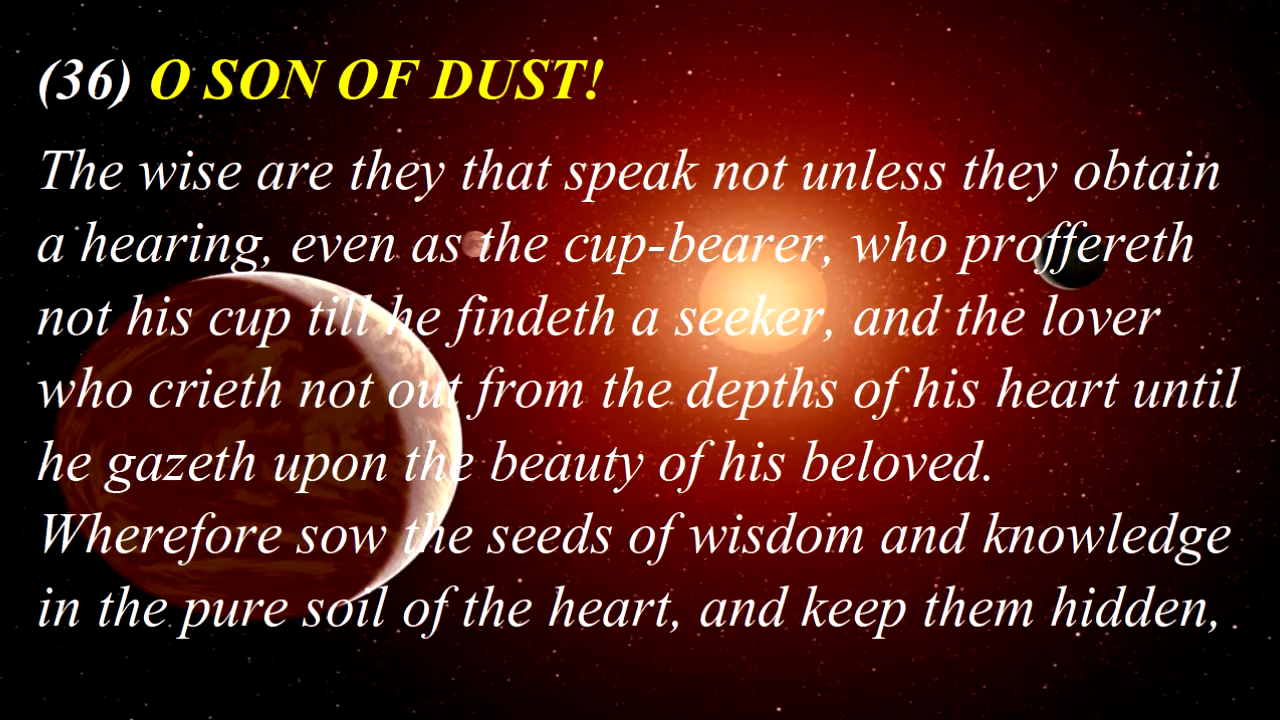 (36) O SON OF DUST!
The wise are they that speak not unless they obtain
a hearing, even as the cup-bearer, who proffereth
not his cup till he findeth a seeker, and the lover
who crieth not out from the depths of his heart until
he gazeth upon the beauty of his beloved.
Wherefore sow the seeds of wisdom and knowledge
in the pure soil of the heart, and keep them hidden,